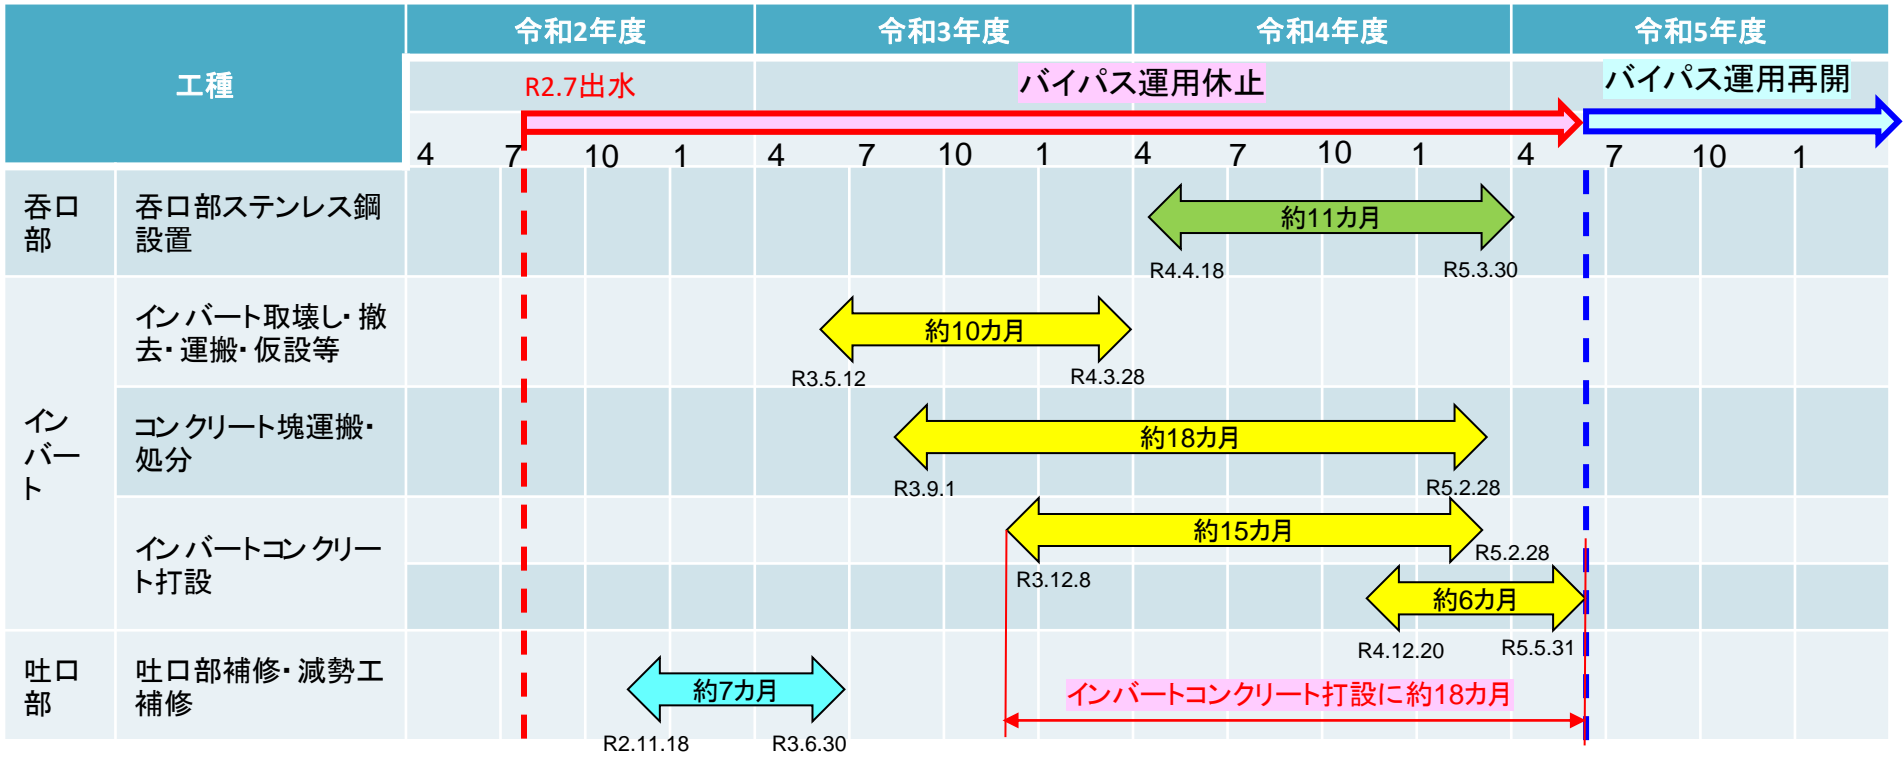 令和2年度
令和3年度
令和4年度
令和5年度
工種
R2.7出水
バイパス運用休止
バイパス運用再開
4 7 10 1 4 7 10 1 4 7 10 1 4 7 10 1
呑口
部
呑口部ステンレス鋼
設置
約11カ月
R4.4.18
R5.3.30
イン
バー
ト
インバート取壊し・撤
去・運搬・仮設等
約10カ月
R3.5.12
R4.3.28
コンクリート塊運搬・
処分
約18カ月
R3.9.1
R5.2.28
インバートコンクリー
ト打設
約15カ月
R3.12.8
R5.2.28
約6カ月
R4.12.20
R5.5.31
吐口
部
吐口部補修・減勢工
補修
約7カ月
R2.11.18
R3.6.30
インバートコンクリート打設に約18カ月